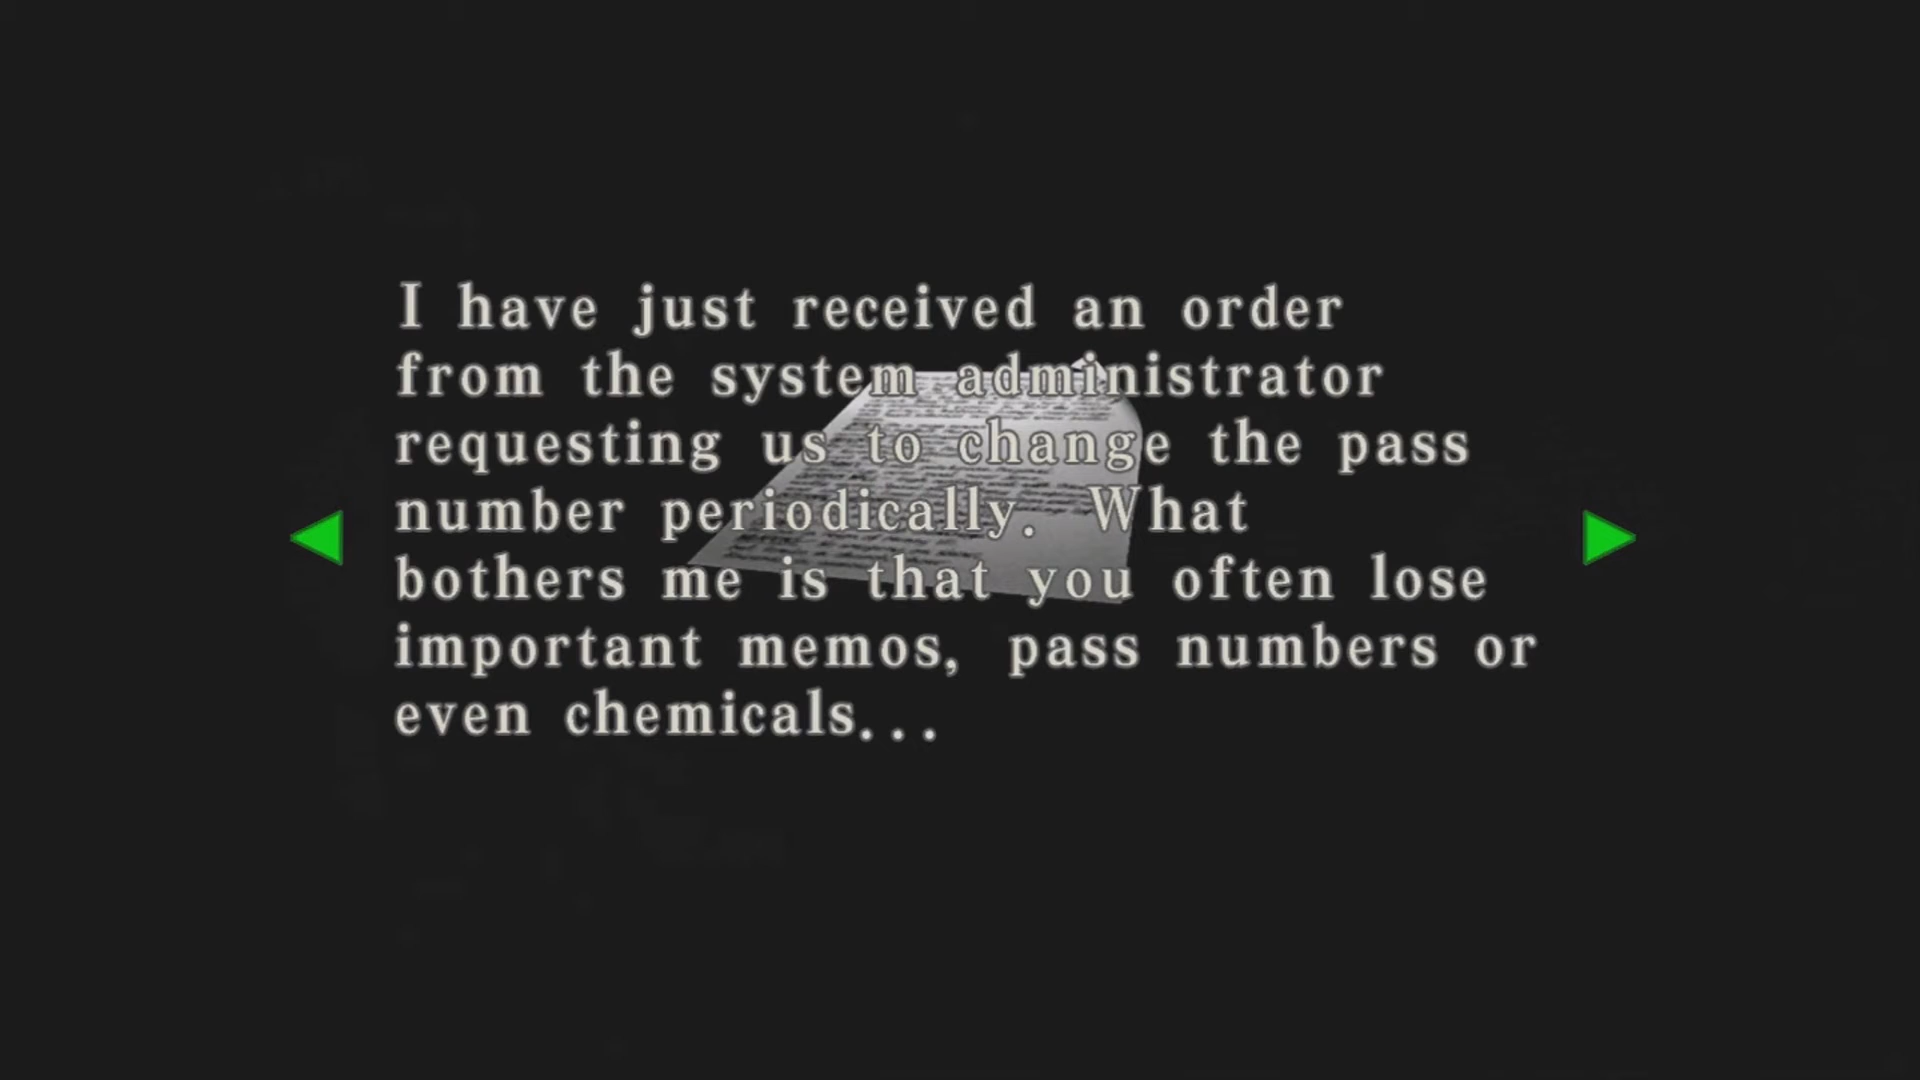 I have just received an order
from the system administrator
requesting us to change the pass
number periodically. What
bothers me is that you often lose
important memos, pass numbers or
even chemicals...